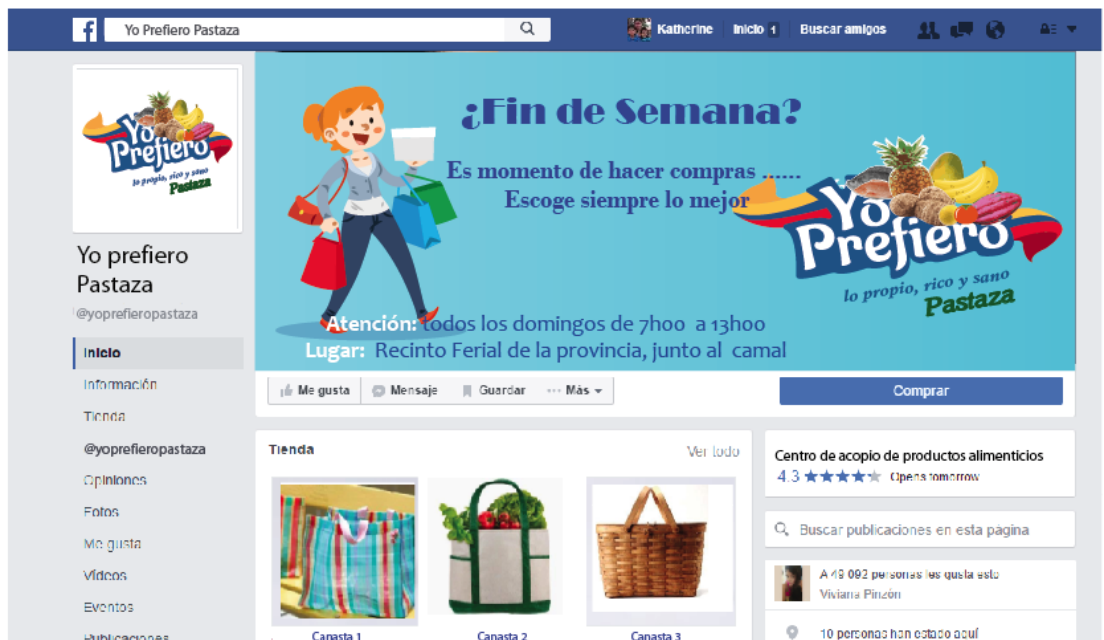 f Yo Prefiero Pastaza Katherine Inicio 1 Buscar amigos
Yo
Prefiero
lo propio, rico y sano
Pastaza
Yo prefiero
Pastaza
@yoprefieropastaza
Inicio
Información
Tienda
@yoprefieropastaza
Opiniones
Fotos
Me gusta
Vídeos
Eventos
Publicaciones
¿Fin de Semana?
Es momento de hacer compras ......
Escoge siempre lo mejor
Yo
Prefiero
lo propio, rico y sano
Pastaza
Atención: todos los domingos de 7h00 a 13h00
Lugar: Recinto Ferial de la provincia, junto al camal
Me gusta Mensaje Guardar ··· Más Comprar
Tienda Ver todo
Canasta 1 Canasta 2 Canasta 3
Centro de acopio de productos alimenticios
4.3 ★★★★★ Opens tomorrow
Buscar publicaciones en esta página
A 49 092 personas les gusta esto
Viviana Pinzón
10 personas han estado aquí